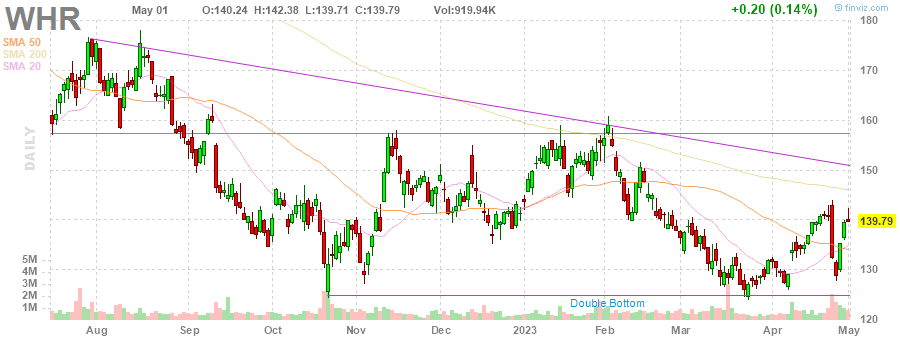 WHR May 01 O:140.24 H:142.38 L:139.71 C:139.79 Vol:919.94K +0.20 (0.14%) © finviz.com
SMA 50
SMA 200
SMA 20
DAILY
180
170
160
150
139.79
130
120
5M
4M
3M
2M
1M
Double Bottom
Aug Sep Oct Nov Dec 2023 Feb Mar Apr May